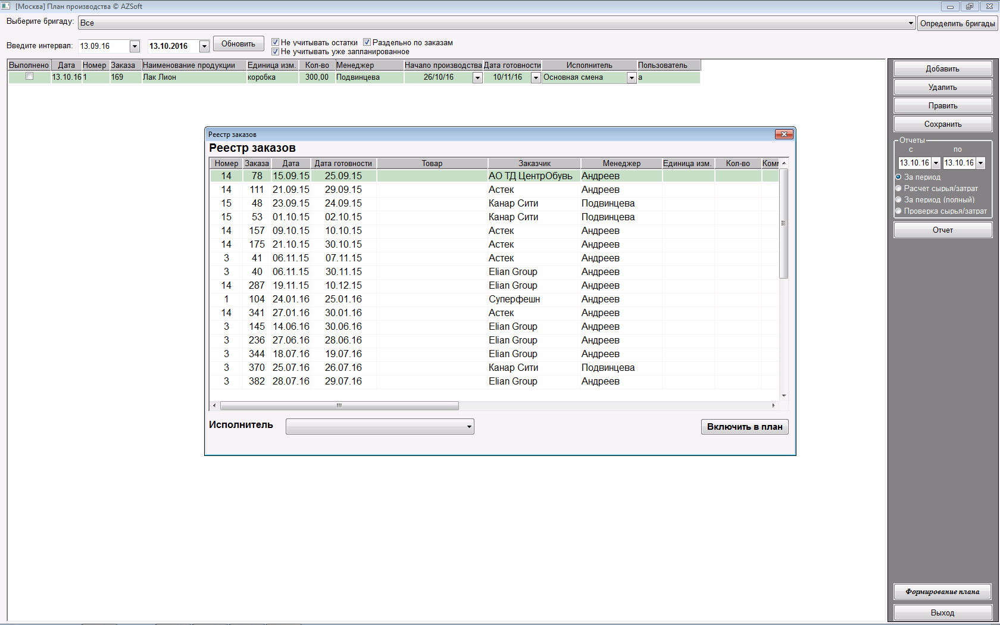 [Москва] План производства © AZSoft
Выберите бригаду: Все Определить бригады
Введите интервал: 13.09.16 13.10.2016 Обновить Не учитывать остатки Раздельно по заказам
Не учитывать уже запланированное
Выполнено Дата Номер Заказа Наименование продукции Единица изм. Кол-во Менеджер Начало производства Дата готовности Исполнитель Пользователь
13.10.16 1 169 Лак Лион коробка 300,00 Подвинцева 26/10/16 10/11/16 Основная смена а
Добавить
Удалить
Править
Сохранить
Отчеты
с по
13.10.16 13.10.16
За период
Расчет сырья/затрат
За период (полный)
Проверка сырья/затрат
Отчет
Формирование плана
Выход
Реестр заказов
Реестр заказов
Номер Заказа Дата Дата готовности Товар Заказчик Менеджер Единица изм. Кол-во Комм
14 78 15.09.15 25.09.15 АО ТД ЦентрОбувь Андреев
14 111 21.09.15 29.09.15 Астек Андреев
15 48 23.09.15 24.09.15 Канар Сити Подвинцева
15 53 01.10.15 02.10.15 Канар Сити Подвинцева
14 157 09.10.15 10.10.15 Астек Андреев
14 175 21.10.15 30.10.15 Астек Андреев
3 41 06.11.15 07.11.15 Астек Андреев
3 40 06.11.15 30.11.15 Elian Group Андреев
14 287 19.11.15 10.12.15 Elian Group Андреев
1 104 24.01.16 25.01.16 Суперфешн Андреев
14 341 27.01.16 30.01.16 Астек Андреев
3 145 14.06.16 30.06.16 Elian Group Андреев
3 236 27.06.16 28.06.16 Elian Group Андреев
3 344 18.07.16 19.07.16 Elian Group Андреев
3 370 25.07.16 26.07.16 Канар Сити Подвинцева
3 382 28.07.16 29.07.16 Elian Group Андреев
Исполнитель Включить в план